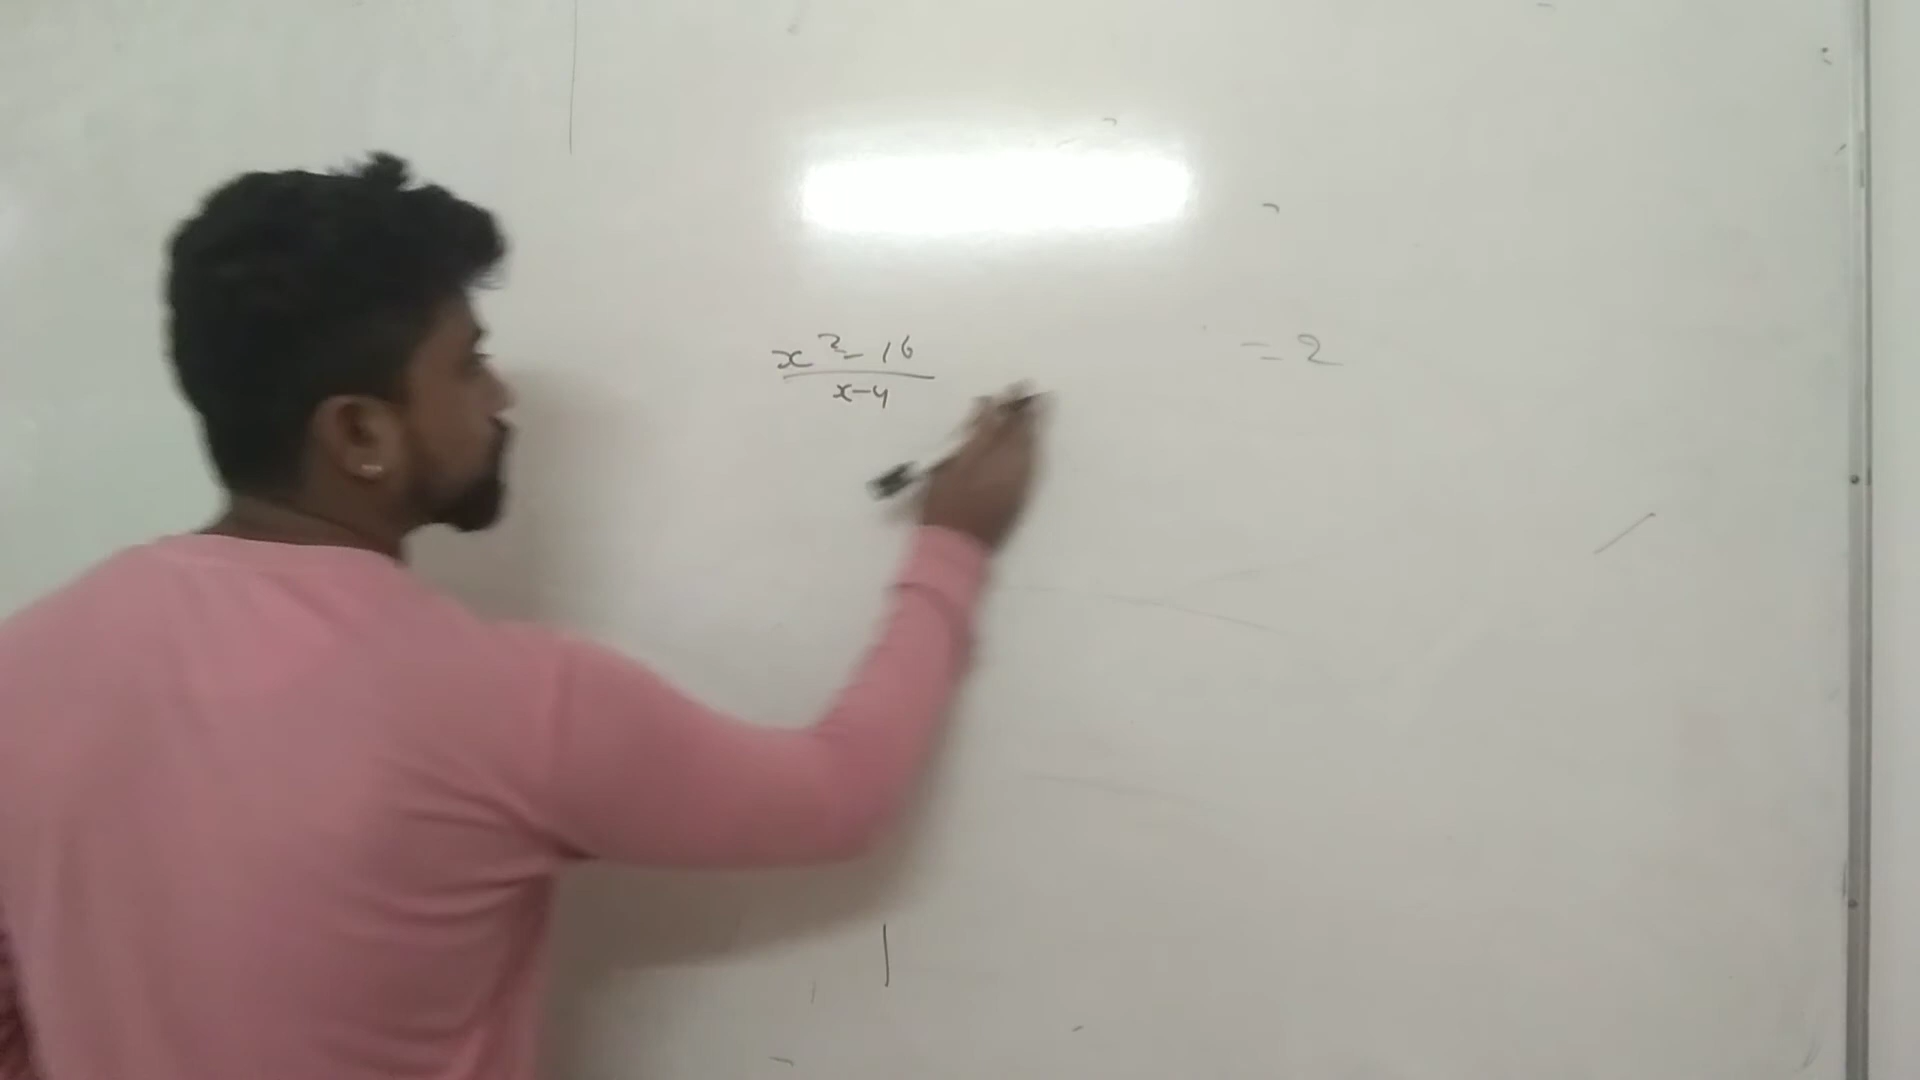 x² - 16 = 2
x-4